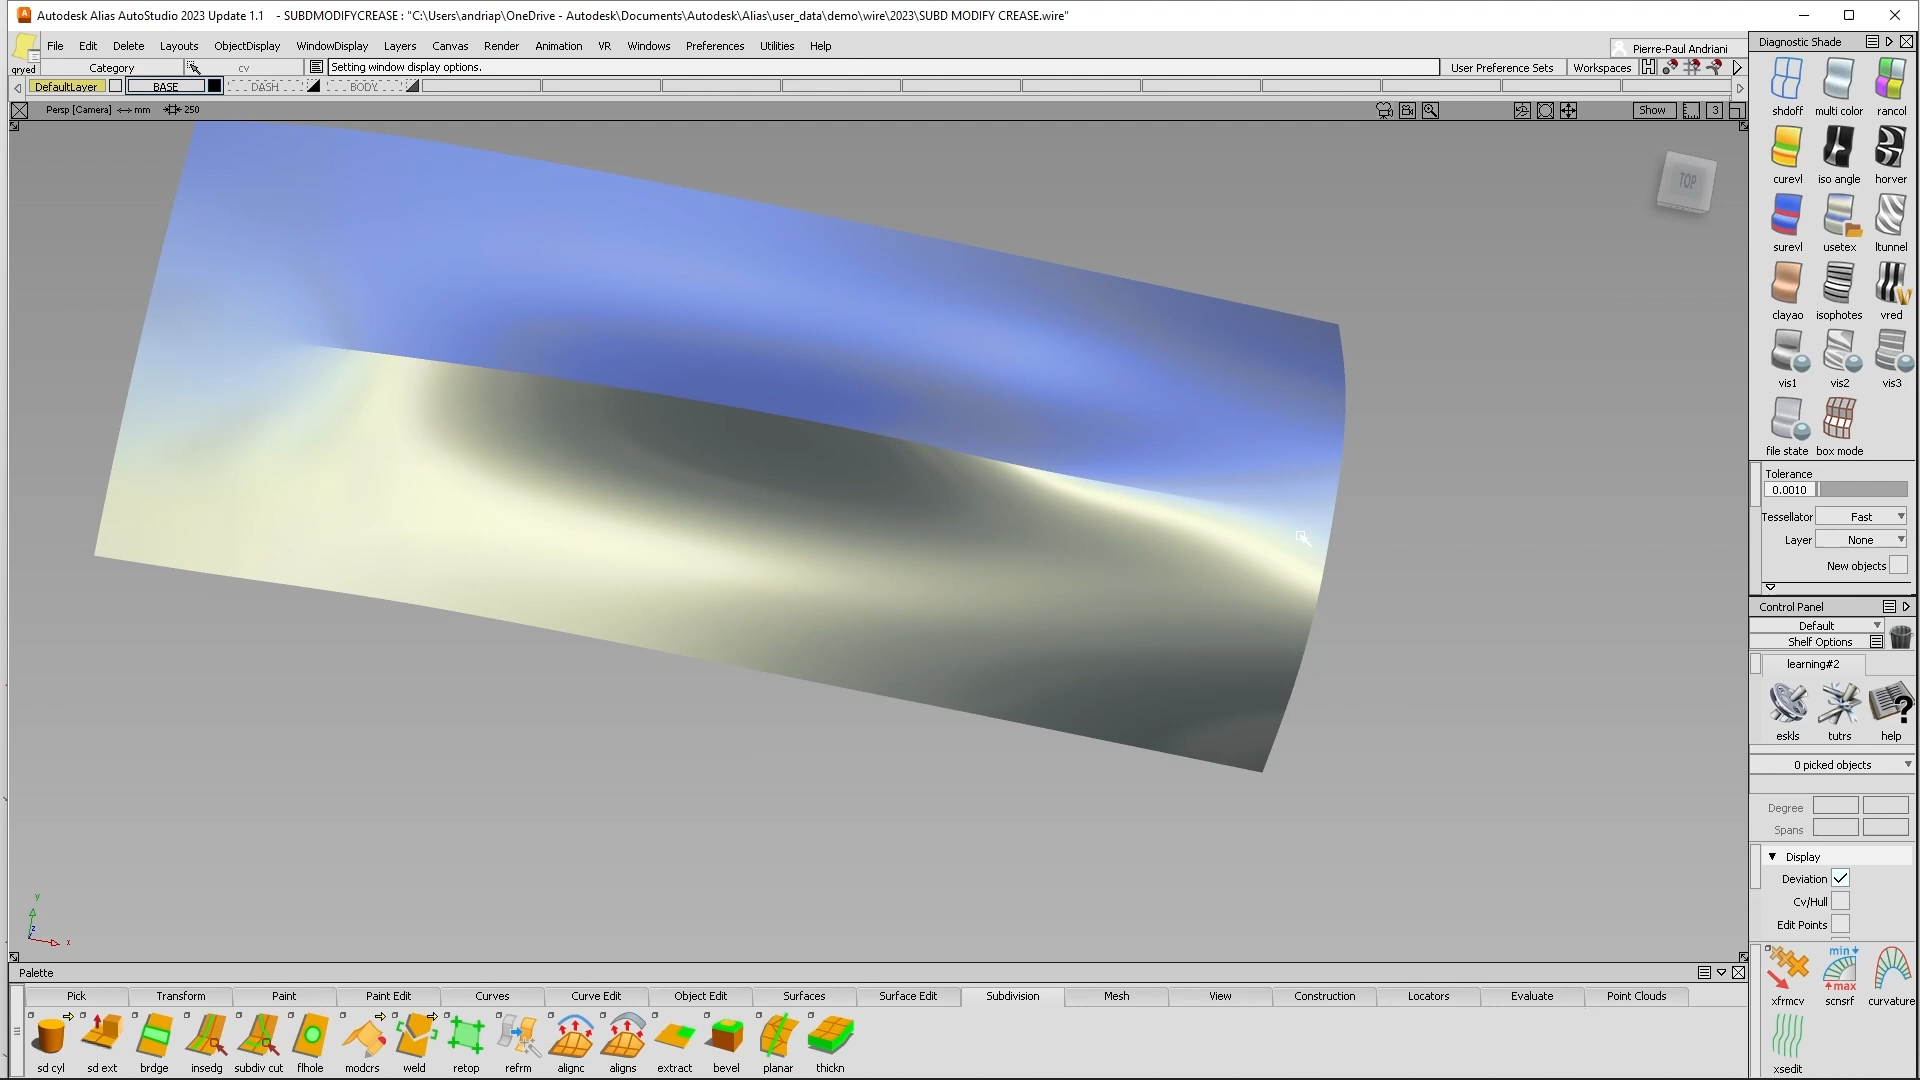 Autodesk Alias AutoStudio 2023 Update 1.1 - SUBDMODIFYCREASE : "C:\Users\andriap\OneDrive - Autodesk\Documents\Autodesk\Alias\user_data\demo\wire\2023\SUBD MODIFY CREASE.wire"
File Edit Delete Layouts ObjectDisplay WindowDisplay Layers Canvas Render Animation VR Windows Preferences Utilities Help
Pierre-Paul Andriani
qryed Category cv Setting window display options. User Preference Sets Workspaces
DefaultLayer BASE DASH BODY
Persp [Camera] mm 250 Show 3
TOP
Diagnostic Shade
shdoff multi color rancol
curevl iso angle horver
surevl usetex ltunnel
clayao isophotes vred
vis1 vis2 vis3
file state box mode
Tolerance
0.0010
Tessellator Fast
Layer None
New objects
Control Panel
Default
Shelf Options
learning#2
eskls tutrs help
0 picked objects
Degree
Spans
Display
Deviation
Cv/Hull
Edit Points
min
max
xfrmcv scnsrf curvature
xsedit
y
z
x
Palette
Pick Transform Paint Paint Edit Curves Curve Edit Object Edit Surfaces Surface Edit Subdivision Mesh View Construction Locators Evaluate Point Clouds
sd cyl sd ext brdge insedg subdiv cut flhole modcrs weld retop refrm alignc aligns extract bevel planar thickn